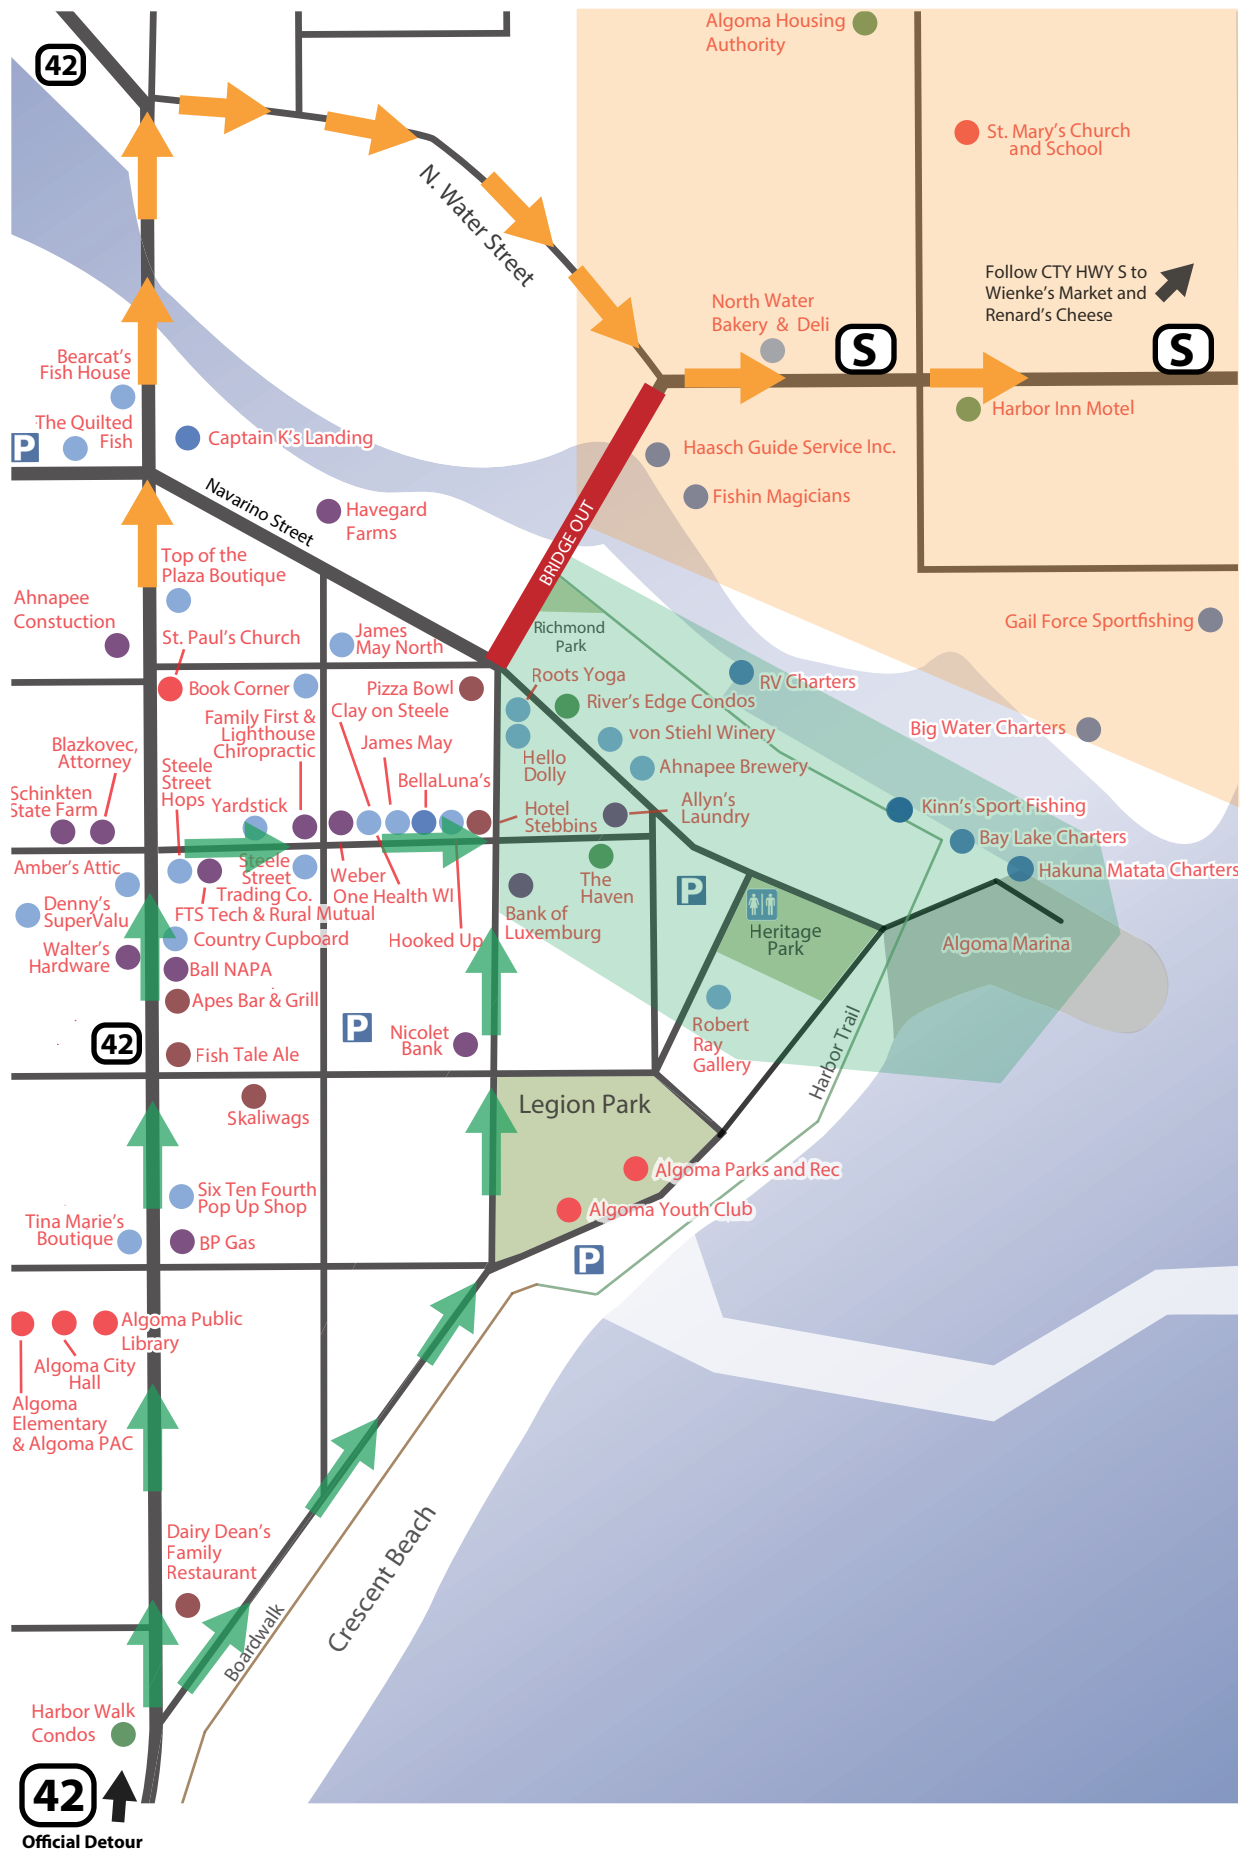 Algoma Housing
Authority
42
St. Mary's Church
and School
N. Water Street
Follow CTY HWY S to
Wienke's Market and
Renard's Cheese
North Water
Bakery & Deli
S
S
Bearcat's
Fish House
Harbor Inn Motel
The Quilted
Fish
P
Captain K's Landing
Haasch Guide Service Inc.
Navarino Street
Havegard
Farms
Fishin Magicians
BRIDGE OUT
Top of the
Plaza Boutique
Ahnapee
Constuction
St. Paul's Church
James
May North
Richmond
Park
Gail Force Sportfishing
Roots Yoga
RV Charters
Book Corner
Pizza Bowl
River's Edge Condos
Clay on Steele
Family First &
Lighthouse
Chiropractic
James May
von Stiehl Winery
Big Water Charters
Blazkovec,
Attorney
Steele
Street
Hops
Hello
Dolly
Ahnapee Brewery
BellaLuna's
Schinkten
State Farm
Yardstick
Hotel
Stebbins
Allyn's
Laundry
Kinn's Sport Fishing
Bay Lake Charters
Amber's Attic
Steele
Street
Trading Co.
Weber
One Health WI
The
Haven
P
Hakuna Matata Charters
Denny's
SuperValu
FTS Tech & Rural Mutual
Bank of
Luxemburg
Heritage
Park
Algoma Marina
Country Cupboard
Hooked Up
Walter's
Hardware
Ball NAPA
Apes Bar & Grill
42
P
Nicolet
Bank
Robert
Ray
Gallery
Harbor Trail
Fish Tale Ale
Skaliwags
Legion Park
Algoma Parks and Rec
Six Ten Fourth
Pop Up Shop
Algoma Youth Club
Tina Marie's
Boutique
BP Gas
P
Algoma Public
Library
Algoma City
Hall
Algoma
Elementary
& Algoma PAC
Dairy Dean's
Family
Restaurant
Crescent Beach
Boardwalk
Harbor Walk
Condos
42
Official Detour